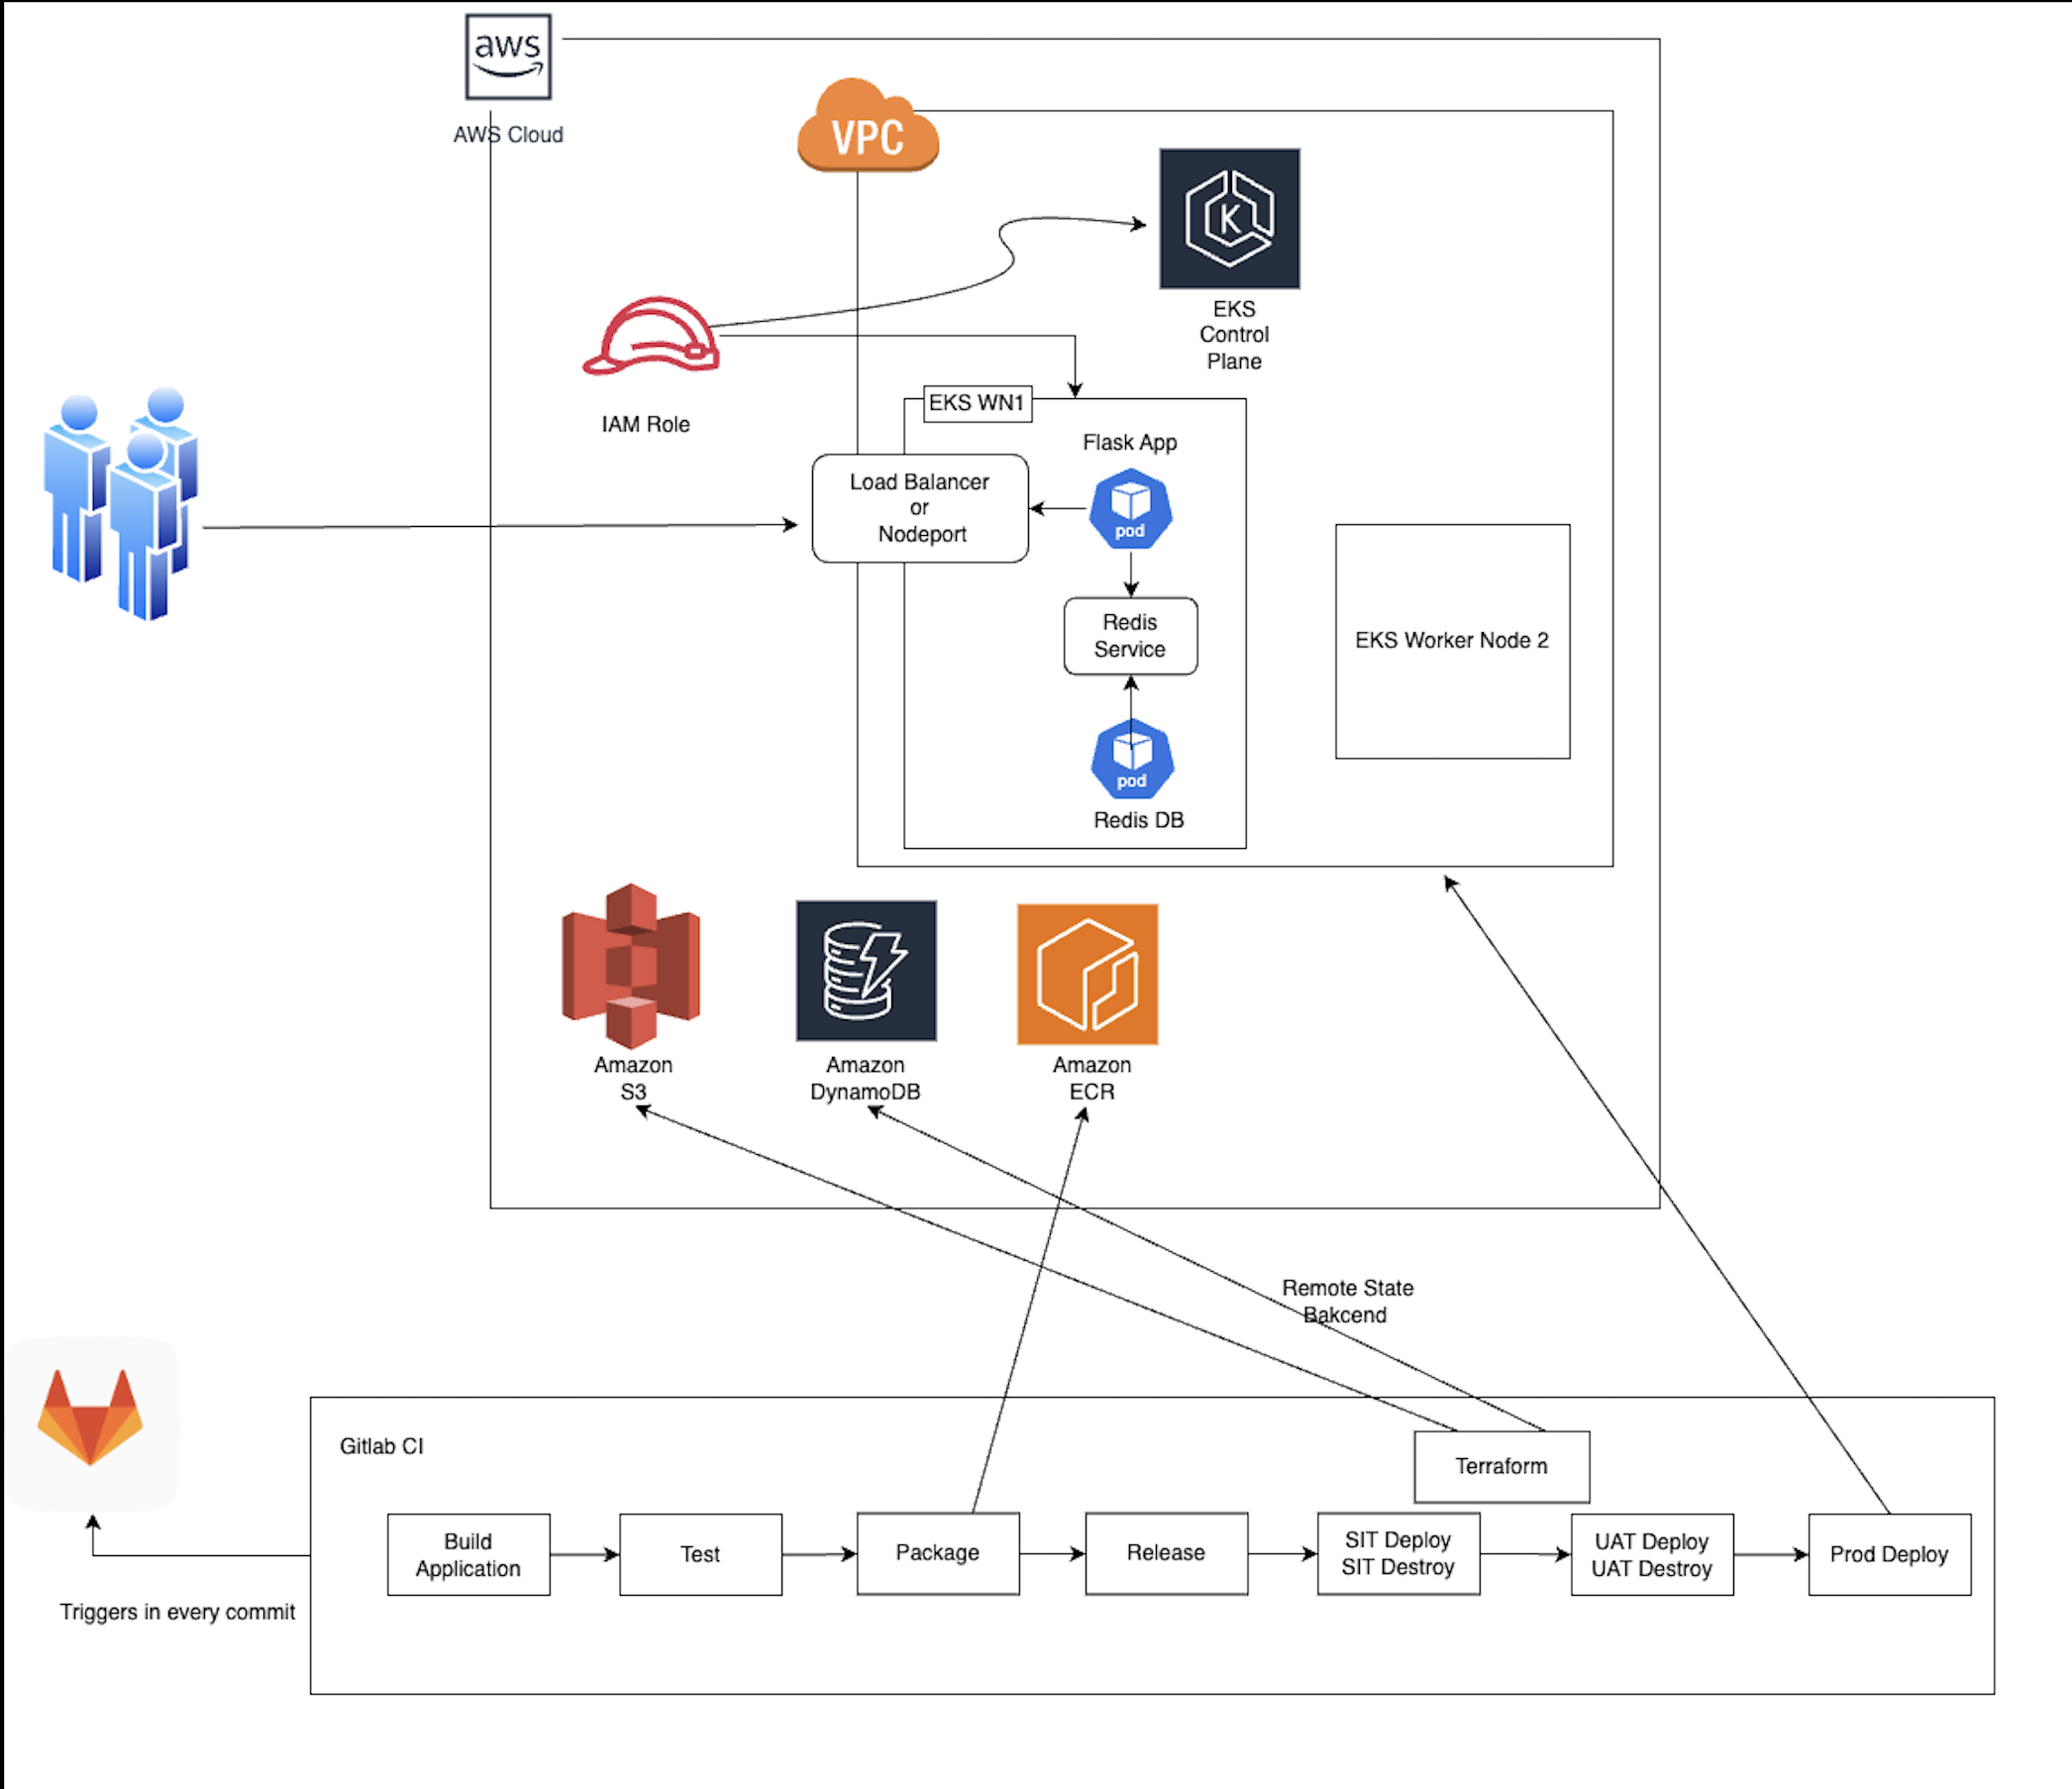 aws
AWS Cloud
VPC
EKS
Control
Plane
IAM Role
EKS WN1
Flask App
Load Balancer
or
Nodeport
pod
Redis
Service
EKS Worker Node 2
pod
Redis DB
Amazon
S3
Amazon
DynamoDB
Amazon
ECR
Remote State
Bakcend
Gitlab CI
Terraform
Build
Application
Test
Package
Release
SIT Deploy
SIT Destroy
UAT Deploy
UAT Destroy
Prod Deploy
Triggers in every commit